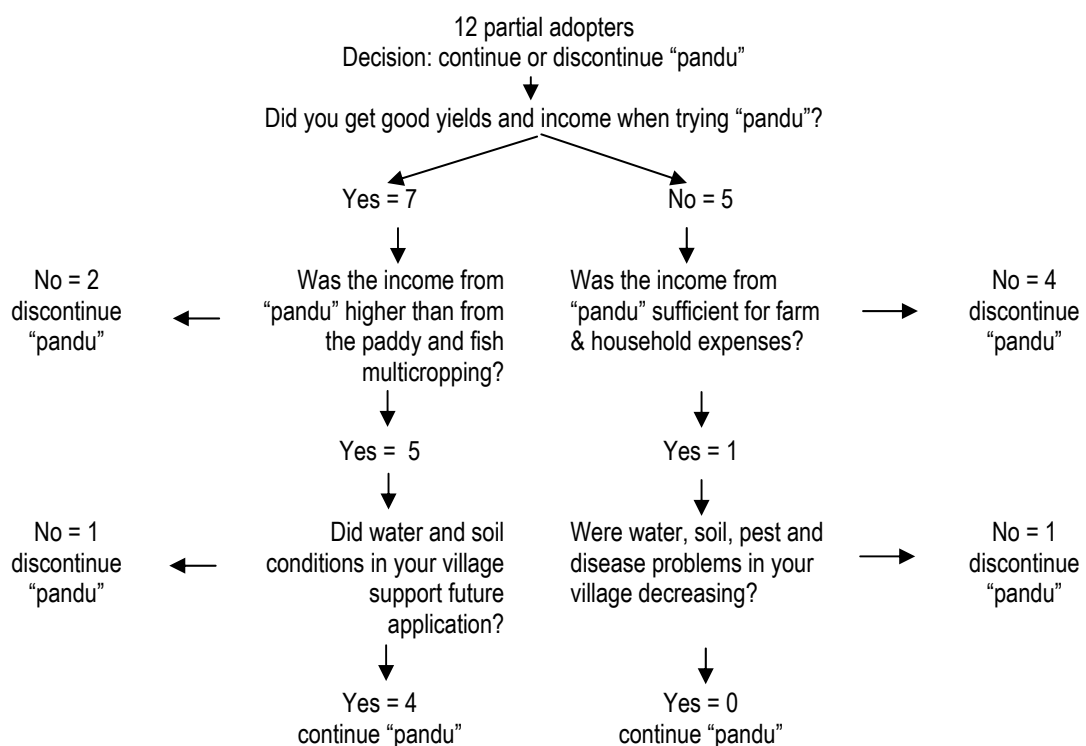 12 partial adopters
Decision: continue or discontinue “pandu”
Did you get good yields and income when trying “pandu”?
Yes = 7
No = 5
No = 2
discontinue
“pandu”
Was the income from
“pandu” higher than from
the paddy and fish
multicropping?
Was the income from
“pandu” sufficient for farm
& household expenses?
No = 4
discontinue
“pandu”
Yes = 5
Yes = 1
No = 1
discontinue
“pandu”
Did water and soil
conditions in your village
support future
application?
Were water, soil, pest and
disease problems in your
village decreasing?
No = 1
discontinue
“pandu”
Yes = 4
continue “pandu”
Yes = 0
continue “pandu”